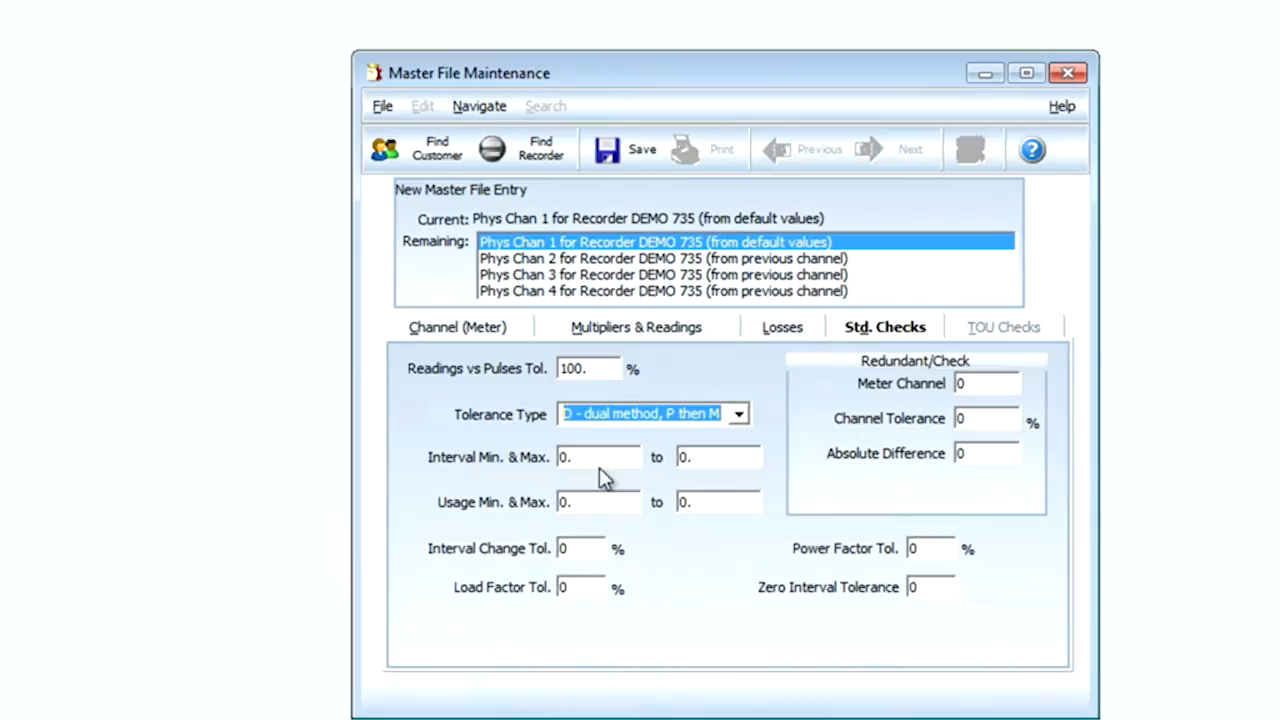 Master File Maintenance
File Edit Navigate Search Help
Find Customer Find Recorder Save Print Previous Next
New Master File Entry
Current: Phys Chan 1 for Recorder DEMO 735 (from default values)
Remaining: Phys Chan 1 for Recorder DEMO 735 (from default values)
Phys Chan 2 for Recorder DEMO 735 (from previous channel)
Phys Chan 3 for Recorder DEMO 735 (from previous channel)
Phys Chan 4 for Recorder DEMO 735 (from previous channel)
Channel (Meter) Multipliers & Readings Losses Std. Checks TOU Checks
Readings vs Pulses Tol. 100. %
Tolerance Type D - dual method, P then M
Interval Min. & Max. 0. to 0.
Usage Min. & Max. 0. to 0.
Interval Change Tol. 0 %
Load Factor Tol. 0 %
Redundant/Check
Meter Channel 0
Channel Tolerance 0 %
Absolute Difference 0
Power Factor Tol. 0 %
Zero Interval Tolerance 0